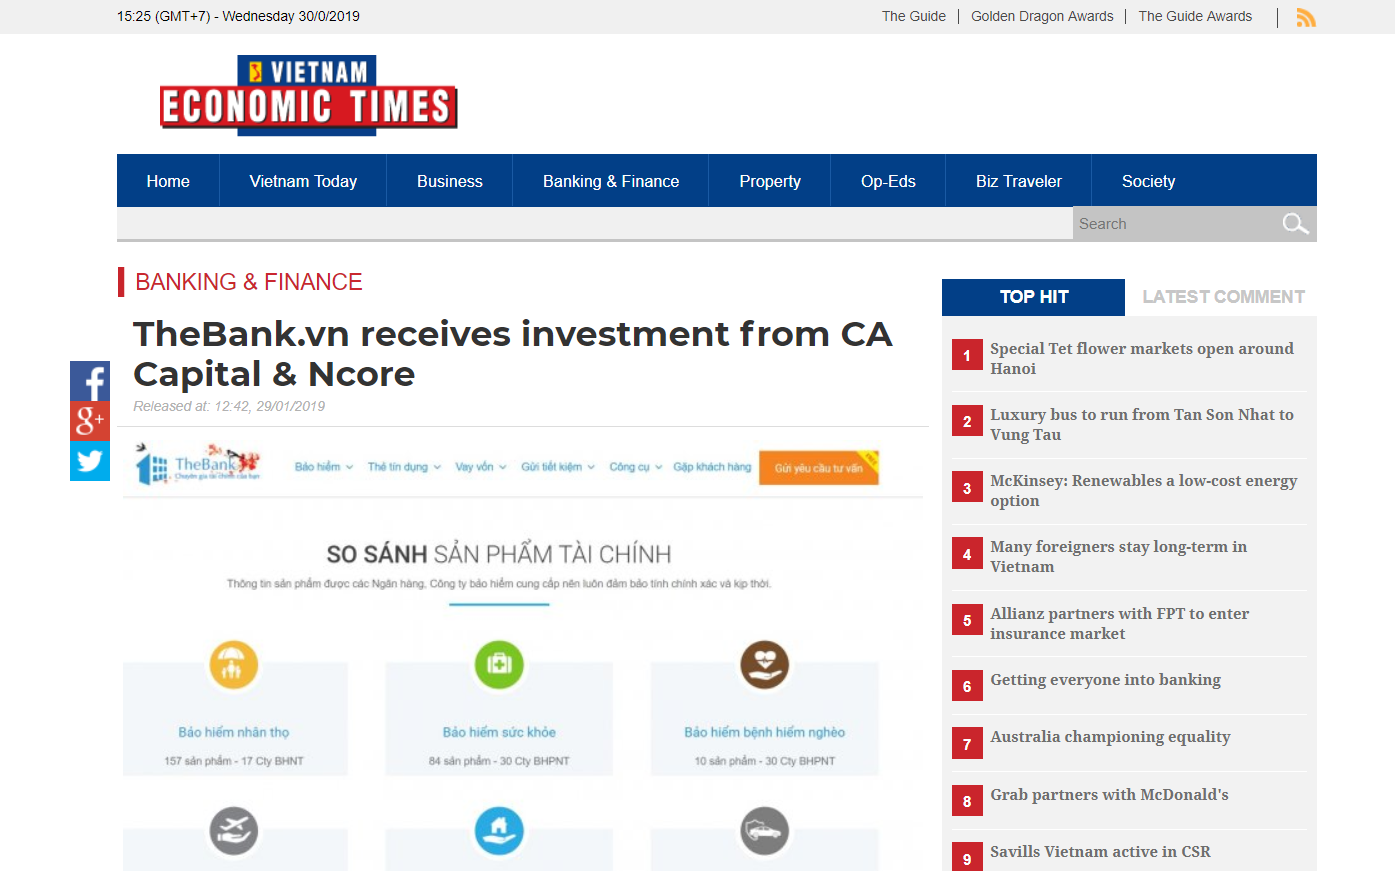 15:25 (GMT+7) - Wednesday 30/0/2019
The Guide | Golden Dragon Awards | The Guide Awards
VIETNAM
ECONOMIC TIMES
Home Vietnam Today Business Banking & Finance Property Op-Eds Biz Traveler Society
Search
BANKING & FINANCE
TheBank.vn receives investment from CA
Capital & Ncore
Released at: 12:42, 29/01/2019
f
g+
TheBank
Chuyên gia tài chính của bạn
Bảo hiểm Thẻ tín dụng Vay vốn Gửi tiết kiệm Công cụ Gặp khách hàng Gửi yêu cầu tư vấn FREE
SO SÁNH SẢN PHẨM TÀI CHÍNH
Thông tin sản phẩm được các Ngân hàng, Công ty bảo hiểm cung cấp nên luôn đảm bảo tính chính xác và kịp thời.
Bảo hiểm nhân thọ
157 sản phẩm - 17 Cty BHNT
Bảo hiểm sức khỏe
84 sản phẩm - 30 Cty BHPNT
Bảo hiểm bệnh hiểm nghèo
10 sản phẩm - 30 Cty BHPNT
TOP HIT LATEST COMMENT
1 Special Tet flower markets open around
Hanoi
2 Luxury bus to run from Tan Son Nhat to
Vung Tau
3 McKinsey: Renewables a low-cost energy
option
4 Many foreigners stay long-term in
Vietnam
5 Allianz partners with FPT to enter
insurance market
6 Getting everyone into banking
7 Australia championing equality
8 Grab partners with McDonald's
9 Savills Vietnam active in CSR